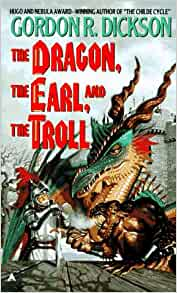 HUGO AND NEBULA AWARD–WINNING AUTHOR OF "THE CHILDE CYCLE"
GORDON R. DICKSON
THE DRAGON,
THE EARL, AND
THE TROLL
ACE